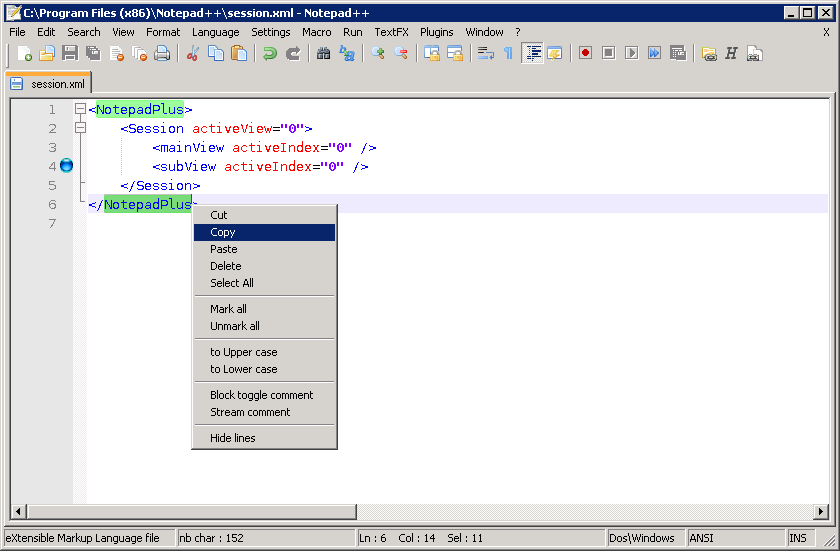 C:\Program Files (x86)\Notepad++\session.xml - Notepad++
File Edit Search View Format Language Settings Macro Run TextFX Plugins Window ? X
session.xml
1 <NotepadPlus>
2 <Session activeView="0">
3 <mainView activeIndex="0" />
4 <subView activeIndex="0" />
5 </Session>
6 </NotepadPlus>
7
Cut
Copy
Paste
Delete
Select All
Mark all
Unmark all
to Upper case
to Lower case
Block toggle comment
Stream comment
Hide lines
eXtensible Markup Language file nb char : 152 Ln : 6 Col : 14 Sel : 11 Dos\Windows ANSI INS